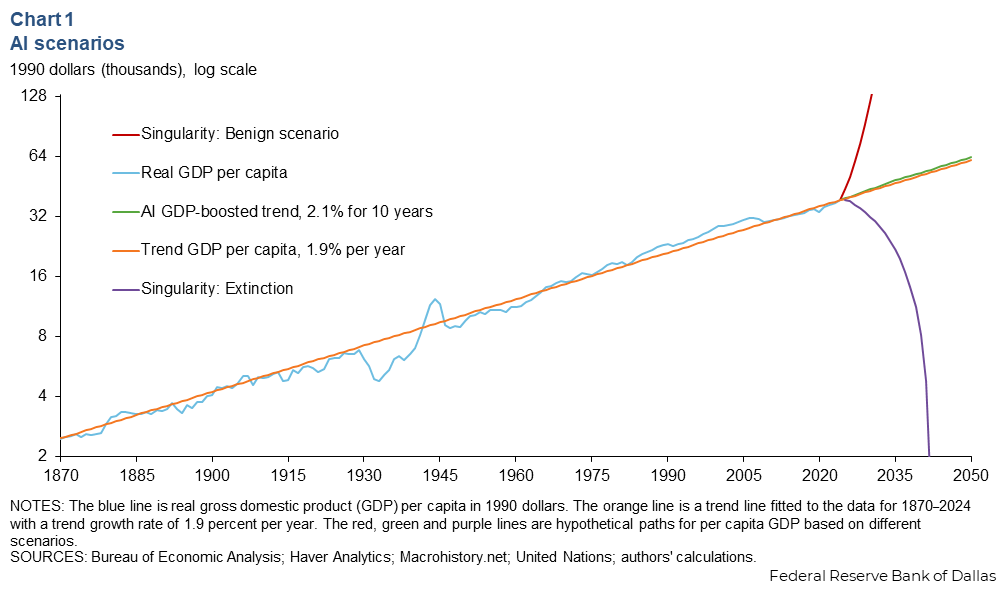 Chart 1
AI scenarios
1990 dollars (thousands), log scale
128
64
32
16
8
4
2
Singularity: Benign scenario
Real GDP per capita
AI GDP-boosted trend, 2.1% for 10 years
Trend GDP per capita, 1.9% per year
Singularity: Extinction
1870 1885 1900 1915 1930 1945 1960 1975 1990 2005 2020 2035 2050
NOTES: The blue line is real gross domestic product (GDP) per capita in 1990 dollars. The orange line is a trend line fitted to the data for 1870–2024
with a trend growth rate of 1.9 percent per year. The red, green and purple lines are hypothetical paths for per capita GDP based on different
scenarios.
SOURCES: Bureau of Economic Analysis; Haver Analytics; Macrohistory.net; United Nations; authors' calculations.
Federal Reserve Bank of Dallas